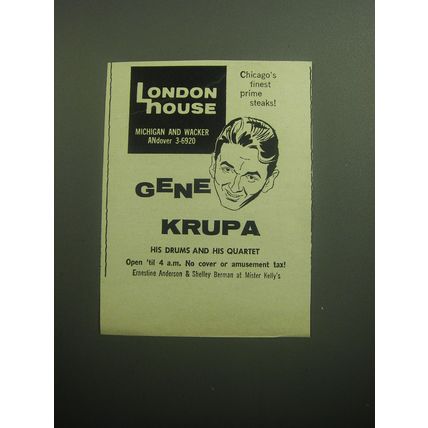 LONDON
hOUSE
MICHIGAN AND WACKER
ANdover 3-6920
Chicago's
finest
prime
steaks!
GENE
KRUPA
HIS DRUMS AND HIS QUARTET
Open 'til 4 a.m. No cover or amusement tax!
Ernestine Anderson & Shelley Berman at Mister Kelly's